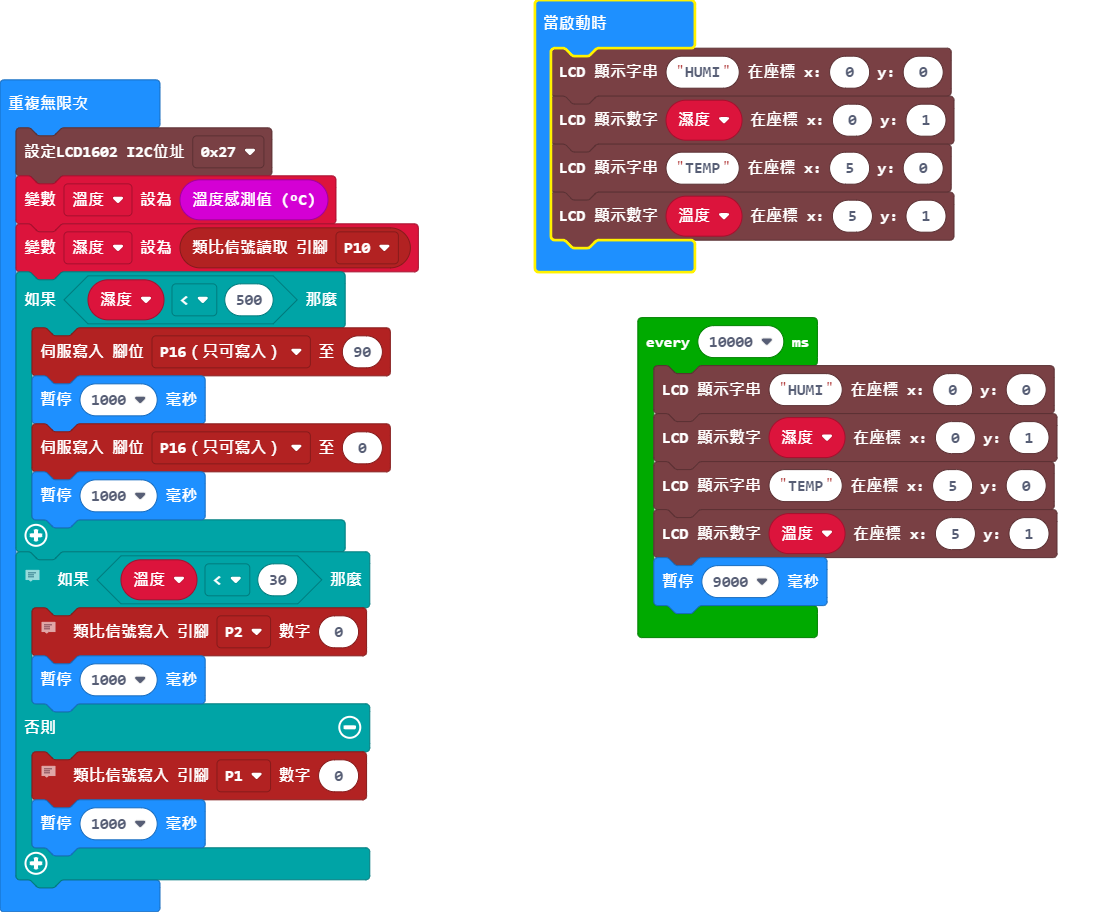 重複無限次
設定LCD1602 I2C位址 0x27
變數 溫度 設為 溫度感測值 (ºC)
變數 濕度 設為 類比信號讀取 引腳 P10
如果 濕度 < 500 那麼
伺服寫入 腳位 P16（只可寫入） 至 90
暫停 1000 毫秒
伺服寫入 腳位 P16（只可寫入） 至 0
暫停 1000 毫秒
如果 溫度 < 30 那麼
類比信號寫入 引腳 P2 數字 0
暫停 1000 毫秒
否則
類比信號寫入 引腳 P1 數字 0
暫停 1000 毫秒
當啟動時
LCD 顯示字串 "HUMI" 在座標 x: 0 y: 0
LCD 顯示數字 濕度 在座標 x: 0 y: 1
LCD 顯示字串 "TEMP" 在座標 x: 5 y: 0
LCD 顯示數字 溫度 在座標 x: 5 y: 1
every 10000 ms
LCD 顯示字串 "HUMI" 在座標 x: 0 y: 0
LCD 顯示數字 濕度 在座標 x: 0 y: 1
LCD 顯示字串 "TEMP" 在座標 x: 5 y: 0
LCD 顯示數字 溫度 在座標 x: 5 y: 1
暫停 9000 毫秒